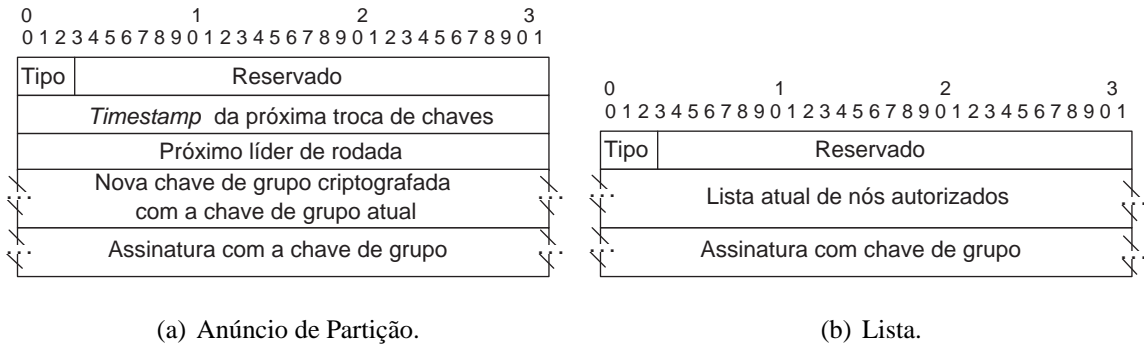 0 1 2 3
0 1 2 3 4 5 6 7 8 9 0 1 2 3 4 5 6 7 8 9 0 1 2 3 4 5 6 7 8 9 0 1
Tipo Reservado
Timestamp da próxima troca de chaves
Próximo líder de rodada
Nova chave de grupo criptografada
com a chave de grupo atual
Assinatura com a chave de grupo
(a) Anúncio de Partição.
0 1 2 3
0 1 2 3 4 5 6 7 8 9 0 1 2 3 4 5 6 7 8 9 0 1 2 3 4 5 6 7 8 9 0 1
Tipo Reservado
Lista atual de nós autorizados
Assinatura com chave de grupo
(b) Lista.